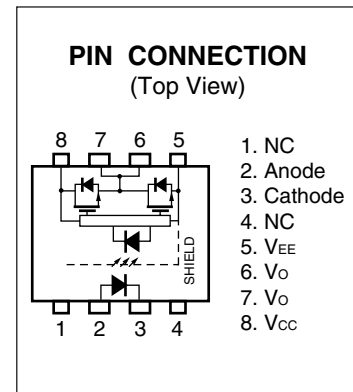 PIN CONNECTION
(Top View)
8 7 6 5
SHIELD
1 2 3 4
1. NC
2. Anode
3. Cathode
4. NC
5. VEE
6. VO
7. VO
8. VCC